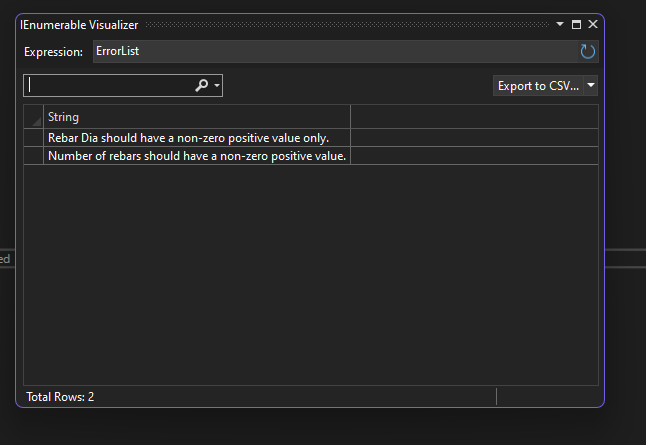 IEnumerable Visualizer
Expression: ErrorList
Export to CSV...
String
Rebar Dia should have a non-zero positive value only.
Number of rebars should have a non-zero positive value.
ed
Total Rows: 2